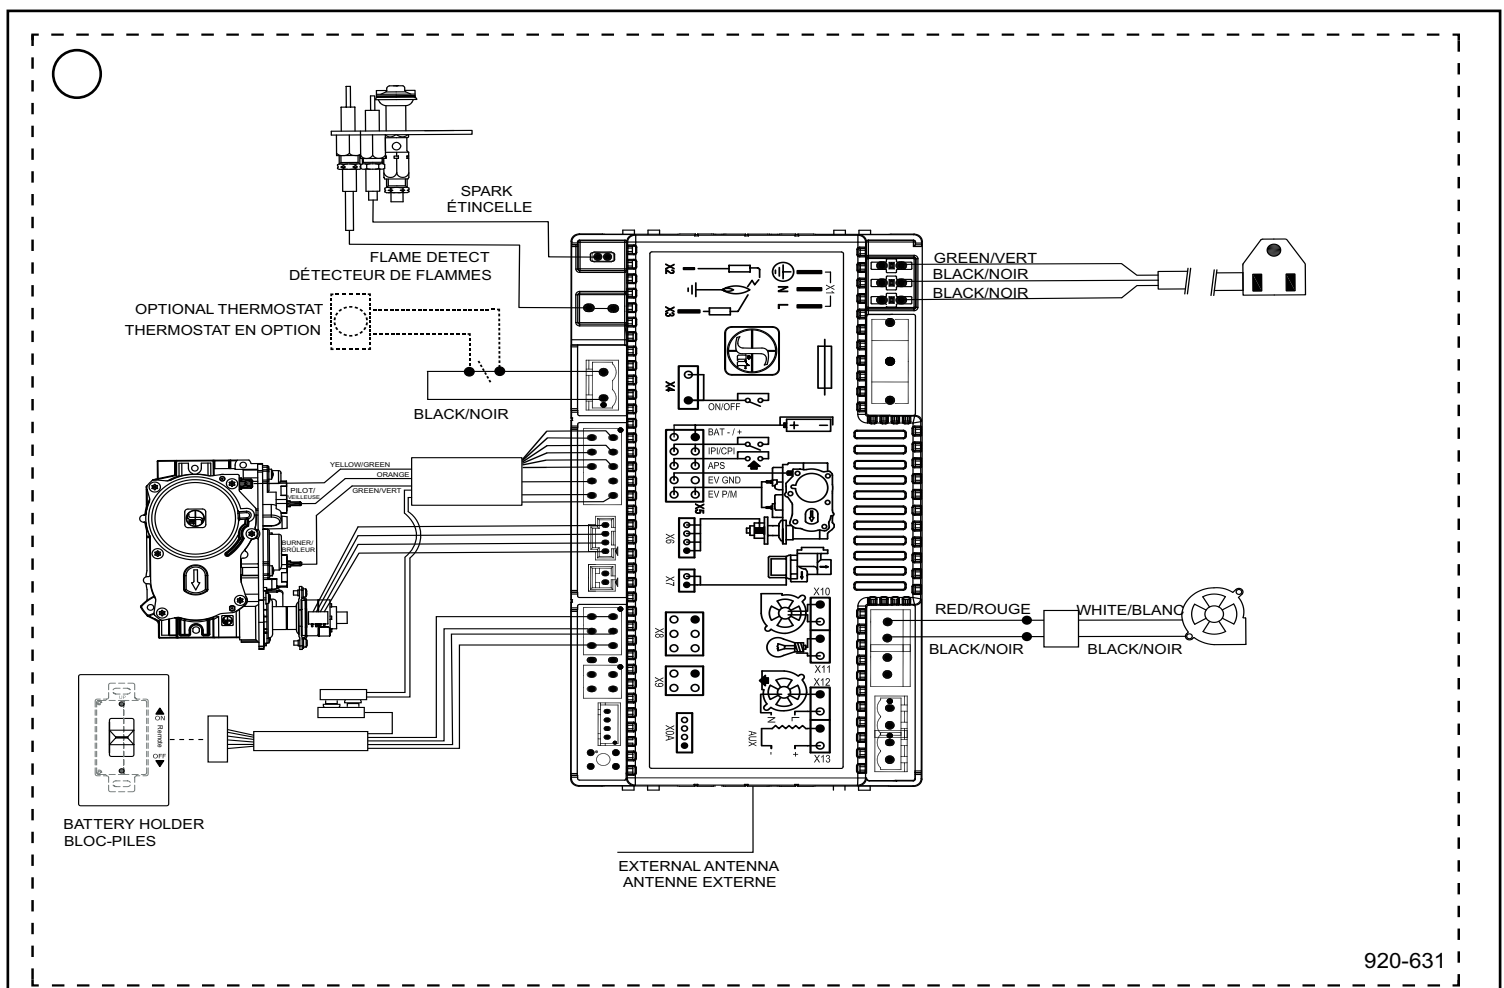 SPARK
ÉTINCELLE
FLAME DETECT
DÉTECTEUR DE FLAMMES
OPTIONAL THERMOSTAT
THERMOSTAT EN OPTION
BLACK/NOIR
YELLOW/GREEN
ORANGE
PILOT/
VEILLEUSE
GREEN/VERT
BURNER/
BRÛLEUR
UP
ON
Remote
OFF
BATTERY HOLDER
BLOC-PILES
X2
X3
N
L
X1
X4
ON/OFF
+ −
BAT - / +
IPI/CPI
APS
EV GND
EV P/M
X5
X6
X7
X8
X9
X0A
X10
X11
X12
N
L
AUX
- +
X13
GREEN/VERT
BLACK/NOIR
BLACK/NOIR
RED/ROUGE
WHITE/BLANC
BLACK/NOIR
BLACK/NOIR
EXTERNAL ANTENNA
ANTENNE EXTERNE
920-631